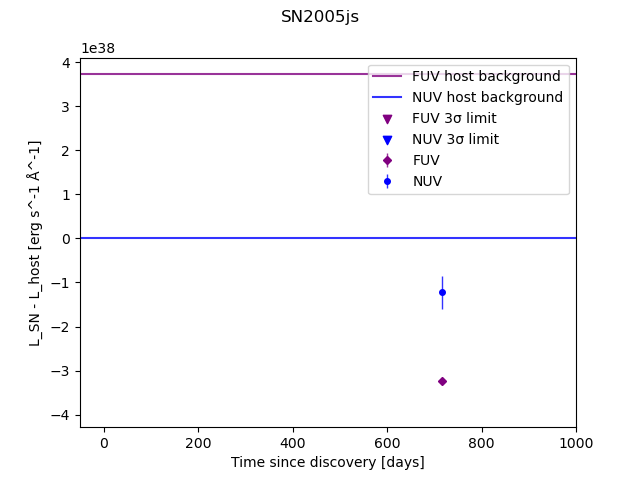 SN2005js
1e38
4
3
2
1
0
−1
−2
−3
−4
L_SN - L_host [erg s^-1 Å^-1]
FUV host background
NUV host background
FUV 3σ limit
NUV 3σ limit
FUV
NUV
0 200 400 600 800 1000
Time since discovery [days]